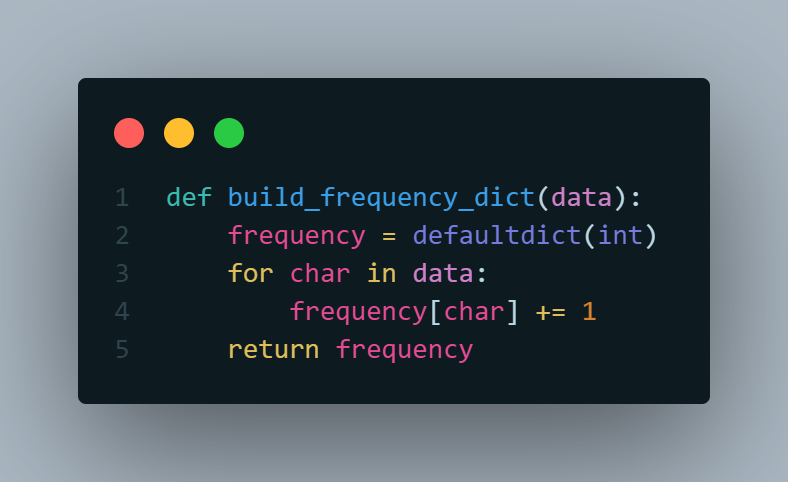 1 def build_frequency_dict(data):
2     frequency = defaultdict(int)
3     for char in data:
4         frequency[char] += 1
5     return frequency